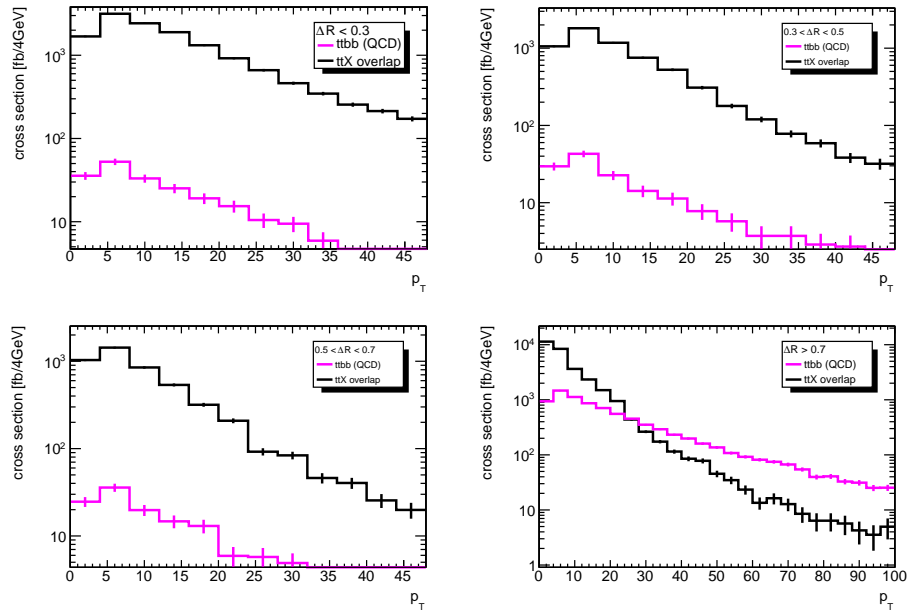 cross section [fb/4GeV]
10³
10²
10
ΔR < 0.3
ttbb (QCD)
ttX overlap
0 5 10 15 20 25 30 35 40 45
p_T
cross section [fb/4GeV]
10³
10²
10
0.3 < ΔR < 0.5
ttbb (QCD)
ttX overlap
0 5 10 15 20 25 30 35 40 45
p_T
cross section [fb/4GeV]
10³
10²
10
0.5 < ΔR < 0.7
ttbb (QCD)
ttX overlap
0 5 10 15 20 25 30 35 40 45
p_T
cross section [fb/4GeV]
10⁴
10³
10²
10
1
ΔR > 0.7
ttbb (QCD)
ttX overlap
0 10 20 30 40 50 60 70 80 90 100
p_T